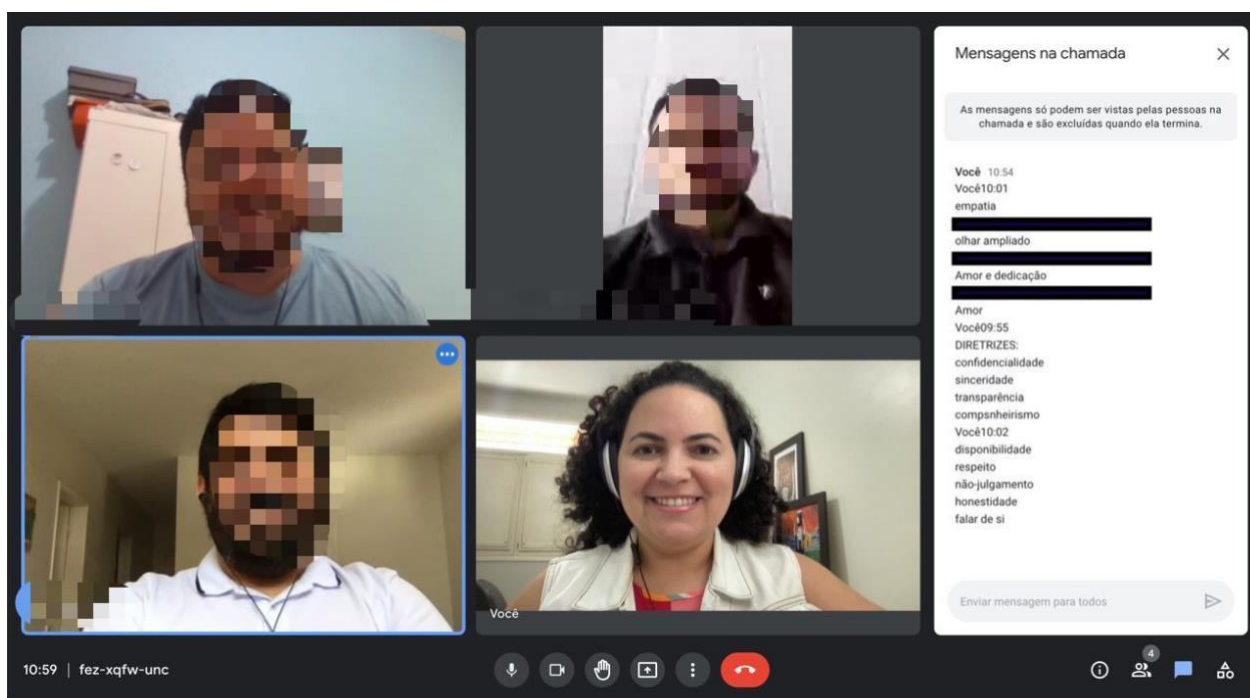 Você
Mensagens na chamada
As mensagens só podem ser vistas pelas pessoas na
chamada e são excluídas quando ela termina.
Você 10:54
Você10:01
empatia
olhar ampliado
Amor e dedicação
Amor
Você09:55
DIRETRIZES:
confidencialidade
sinceridade
transparência
compsnheirismo
Você10:02
disponibilidade
respeito
não-julgamento
honestidade
falar de si
Enviar mensagem para todos
10:59 | fez-xqfw-unc
4